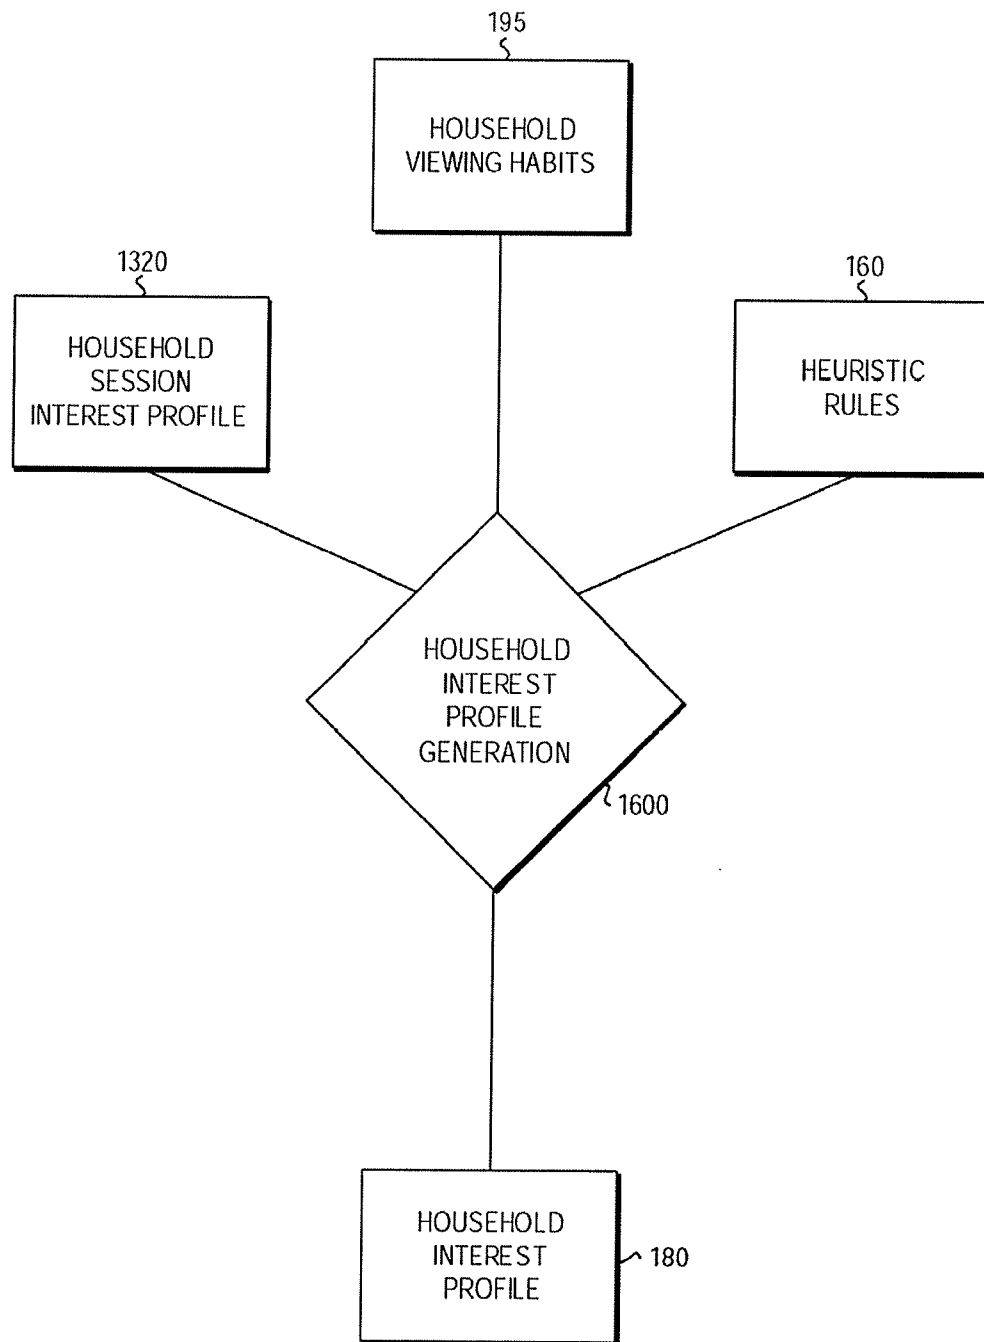 195
HOUSEHOLD
VIEWING HABITS
1320
HOUSEHOLD
SESSION
INTEREST PROFILE
160
HEURISTIC
RULES
HOUSEHOLD
INTEREST
PROFILE
GENERATION
1600
HOUSEHOLD
INTEREST
PROFILE
180